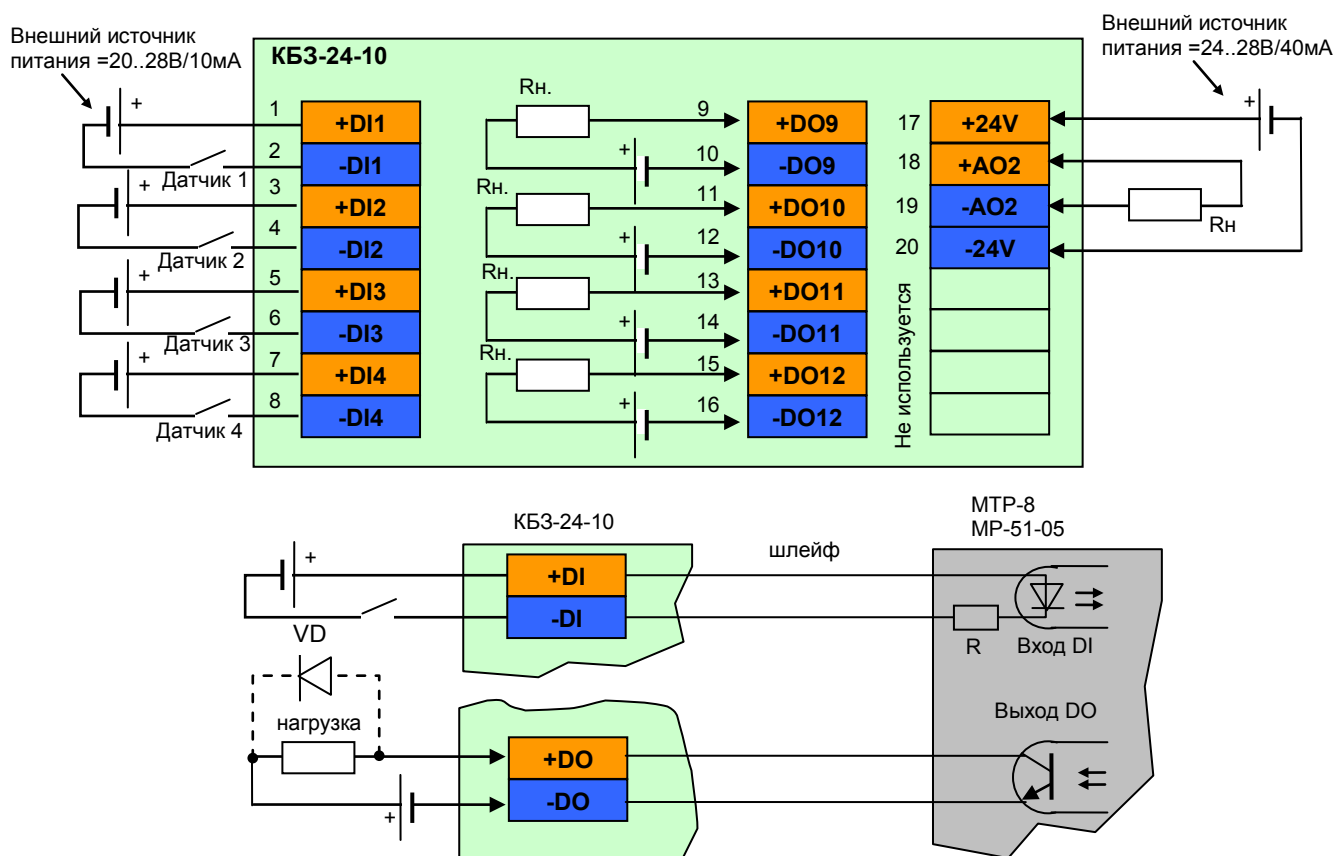 Внешний источник
питания =20..28В/10мА
Внешний источник
питания =24..28В/40мА
КБЗ-24-10
+
1
+DI1
2
-DI1
Датчик 1
+
3
+DI2
4
-DI2
Датчик 2
+
5
+DI3
6
-DI3
Датчик 3
+
7
+DI4
8
-DI4
Датчик 4
Rн.
9
+DO9
+
10
-DO9
Rн.
11
+DO10
+
12
-DO10
Rн.
13
+DO11
+
14
-DO11
Rн.
15
+DO12
+
16
-DO12
17
+24V
+
18
+AO2
19
-AO2
Rн
20
-24V
Не используется
КБЗ-24-10
шлейф
МТР-8
МР-51-05
+
+DI
-DI
R
Вход DI
VD
нагрузка
+DO
-DO
+
Выход DO